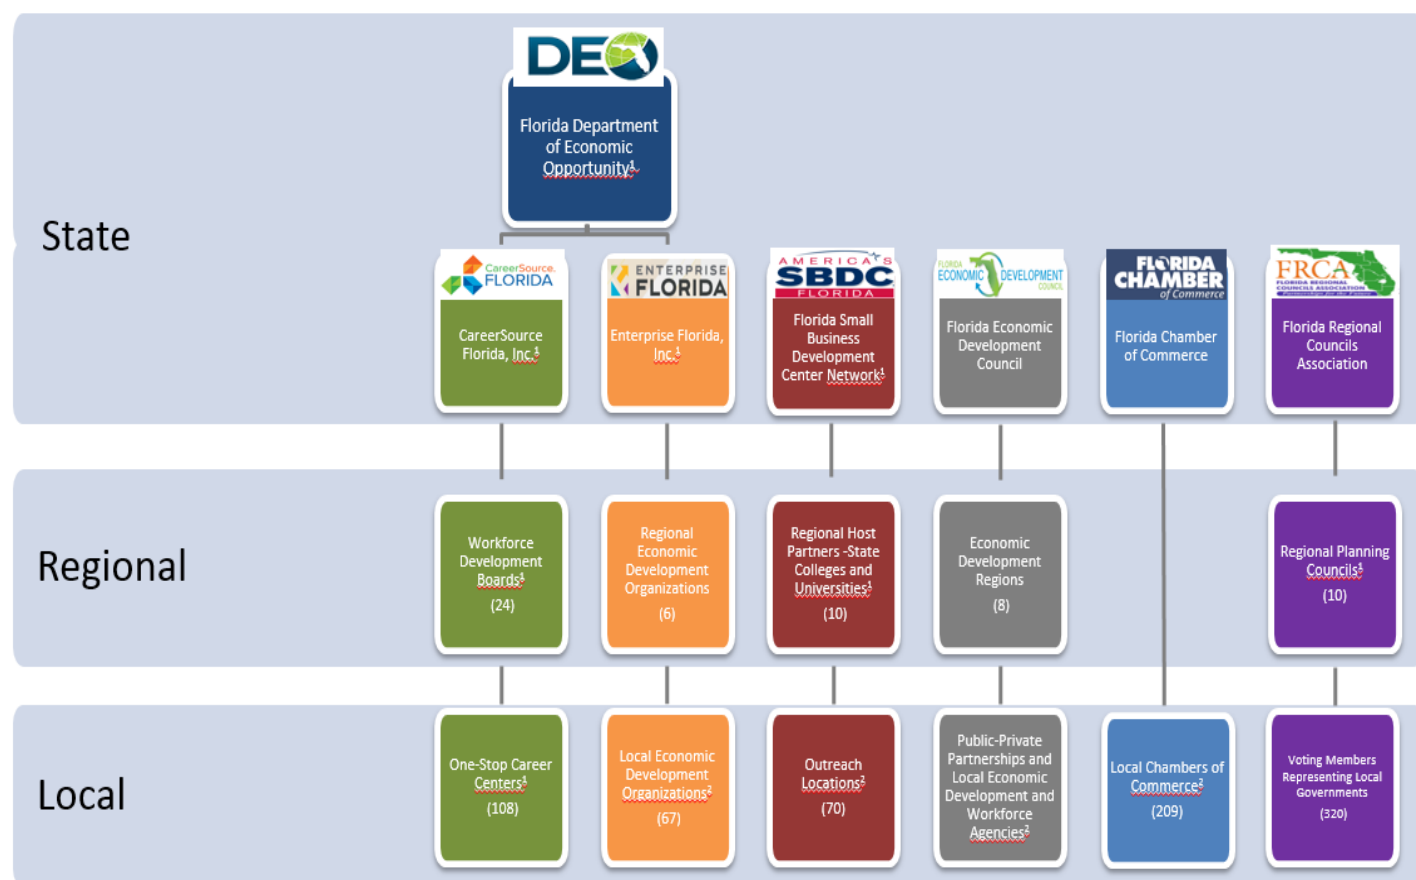 DEO
Florida Department
of Economic
Opportunity¹
State
CareerSource
FLORIDA
CareerSource
Florida, Inc.¹
ENTERPRISE
FLORIDA
Enterprise Florida,
Inc.¹
AMERICA'S
SBDC
FLORIDA
Florida Small
Business
Development
Center Network¹
FLORIDA
ECONOMIC DEVELOPMENT
COUNCIL
Florida Economic
Development
Council
FLORIDA
CHAMBER
of Commerce
Florida Chamber
of Commerce
FRCA
FLORIDA REGIONAL
COUNCILS ASSOCIATION
Florida Regional
Councils
Association
Regional
Workforce
Development
Boards¹
(24)
Regional
Economic
Development
Organizations
(6)
Regional Host
Partners -State
Colleges and
Universities¹
(10)
Economic
Development
Regions
(8)
Regional Planning
Councils¹
(10)
Local
One-Stop Career
Centers¹
(108)
Local Economic
Development
Organizations²
(67)
Outreach
Locations²
(70)
Public-Private
Partnerships and
Local Economic
Development and
Workforce
Agencies²
Local Chambers of
Commerce²
(209)
Voting Members
Representing Local
Governments
(320)